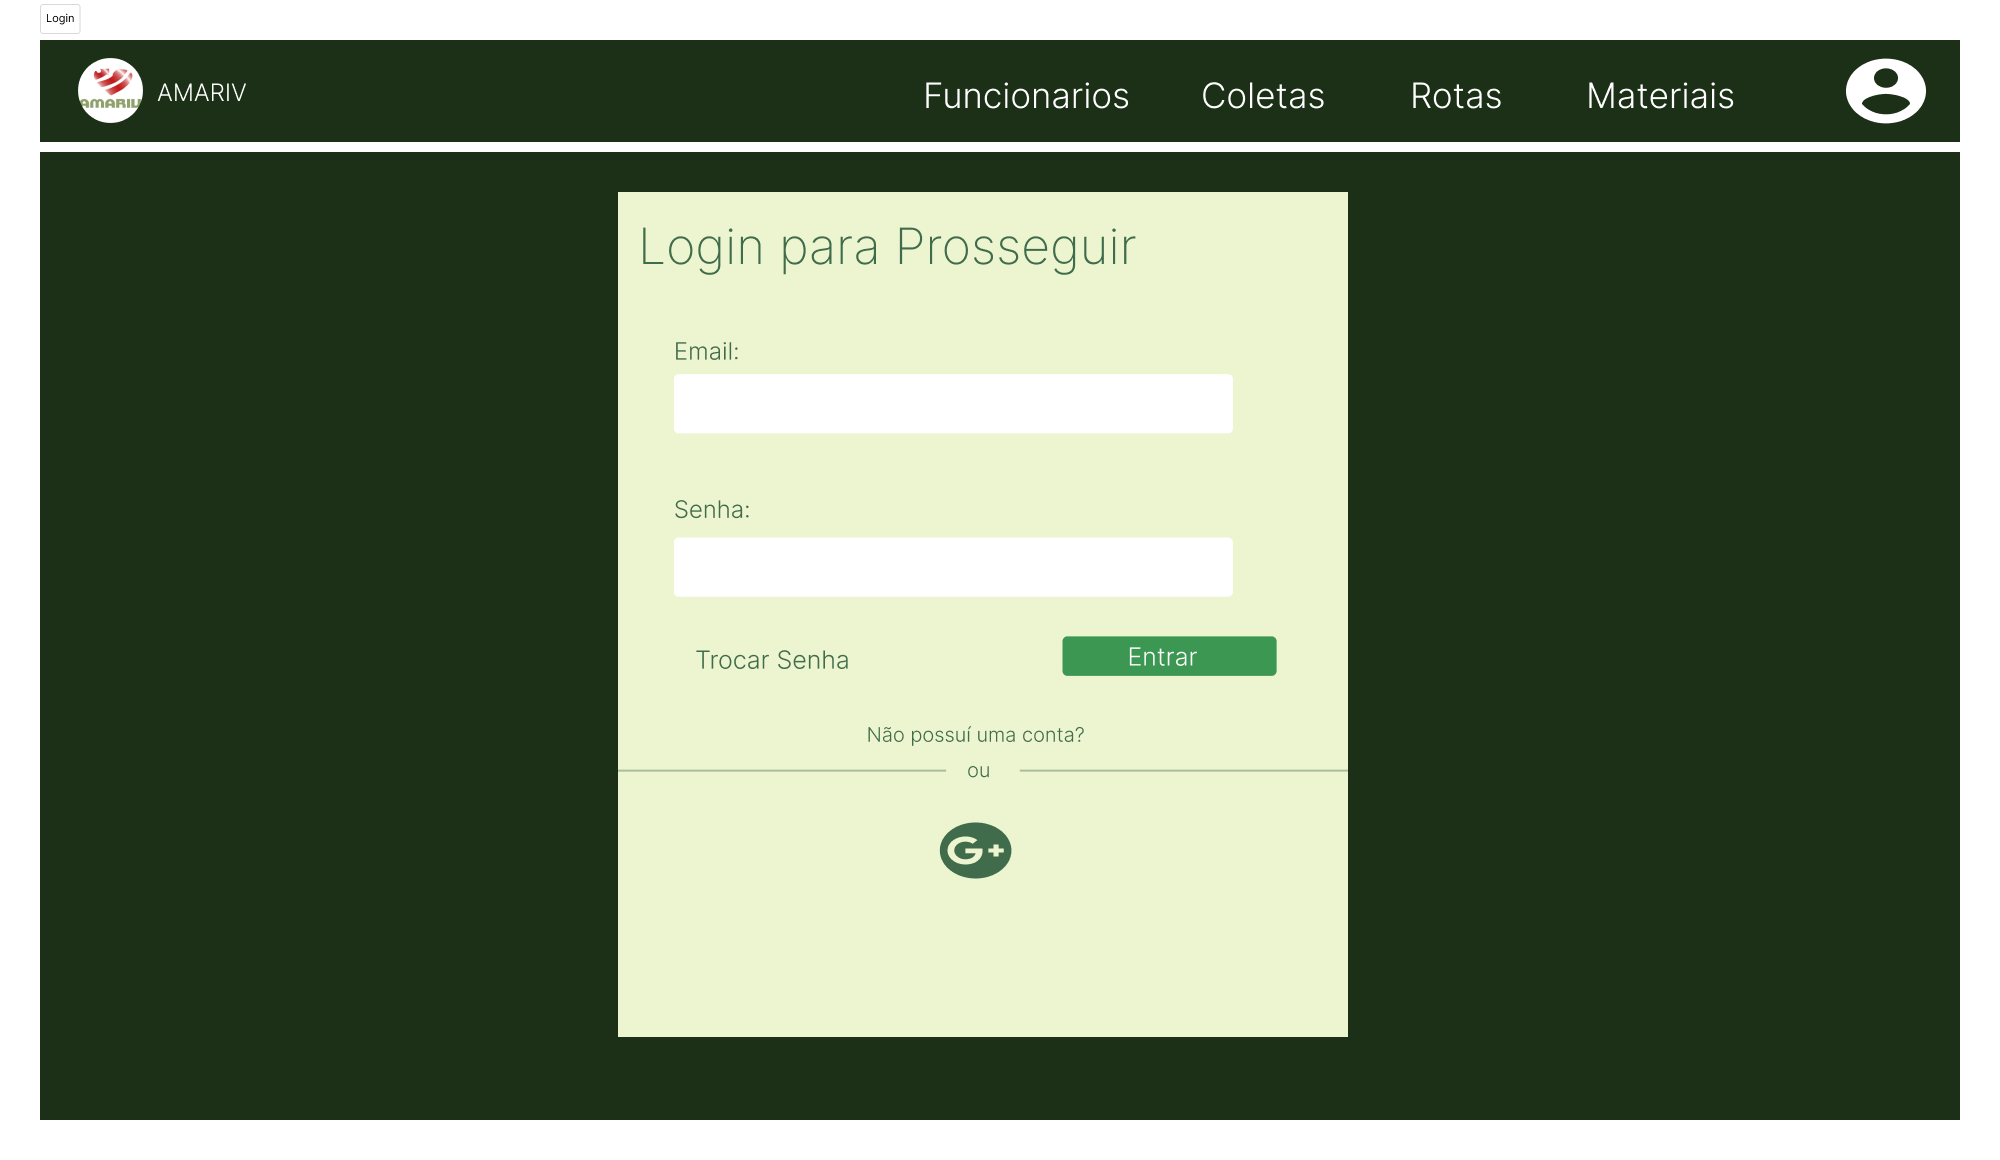 Login
AMARIV
AMARIV
Funcionarios
Coletas
Rotas
Materiais
Login para Prosseguir
Email:
Senha:
Trocar Senha
Entrar
Não possuí uma conta?
ou
G+